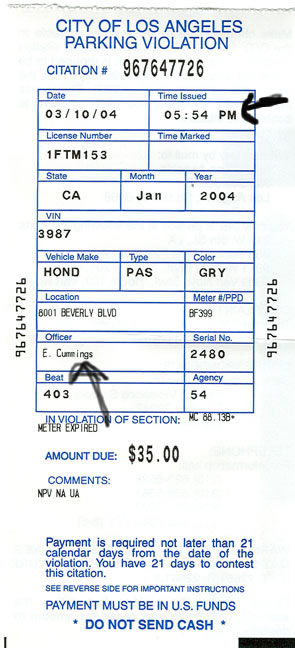 CITY OF LOS ANGELES
PARKING VIOLATION
CITATION # 967647726
Date Time Issued
03/10/04 05:54 PM
License Number Time Marked
1FTM153
State Month Year
CA Jan 2004
VIN
3987
Vehicle Make Type Color
HOND PAS GRY
Location Meter #/PPD
8001 BEVERLY BLVD BF399
Officer Serial No.
E. Cummings 2480
Beat Agency
403 54
IN VIOLATION OF SECTION: MC 88.13B+
METER EXPIRED
AMOUNT DUE: $35.00
COMMENTS:
NPV NA UA
Payment is required not later than 21
calendar days from the date of the
violation. You have 21 days to contest
this citation.
SEE REVERSE SIDE FOR IMPORTANT INSTRUCTIONS
PAYMENT MUST BE IN U.S. FUNDS
* DO NOT SEND CASH *
967647726
967647726